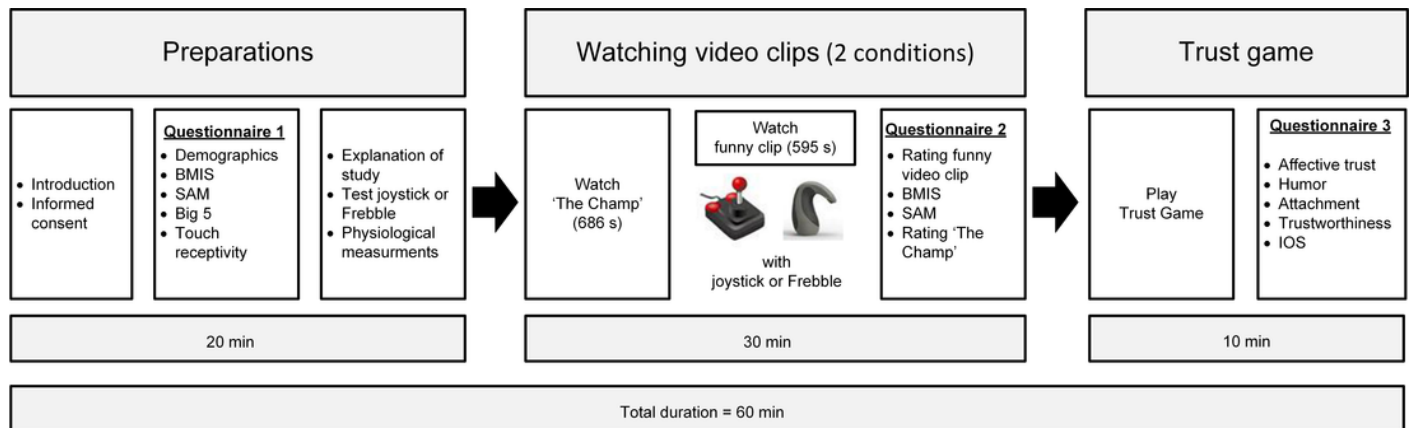 Preparations
Introduction
Informed
consent
Questionnaire 1
Demographics
BMIS
SAM
Big 5
Touch
receptivity
Explanation of
study
Test joystick or
Frebble
Physiological
measurments
20 min
Watching video clips (2 conditions)
Watch
‘The Champ’
(686 s)
Watch
funny clip (595 s)
with
joystick or Frebble
Questionnaire 2
Rating funny
video clip
BMIS
SAM
Rating ‘The
Champ’
30 min
Trust game
Play
Trust Game
Questionnaire 3
Affective trust
Humor
Attachment
Trustworthiness
IOS
10 min
Total duration = 60 min